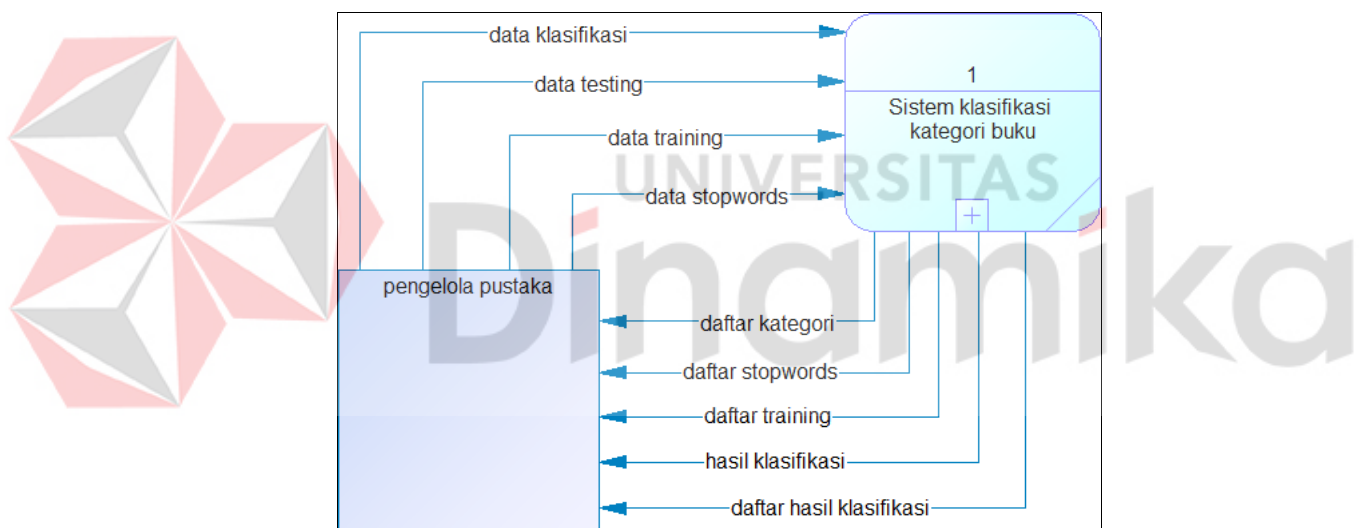 data klasifikasi
data testing
data training
data stopwords
1
Sistem klasifikasi
kategori buku
UNIVERSITAS
Dinamika
pengelola pustaka
daftar kategori
daftar stopwords
daftar training
hasil klasifikasi
daftar hasil klasifikasi